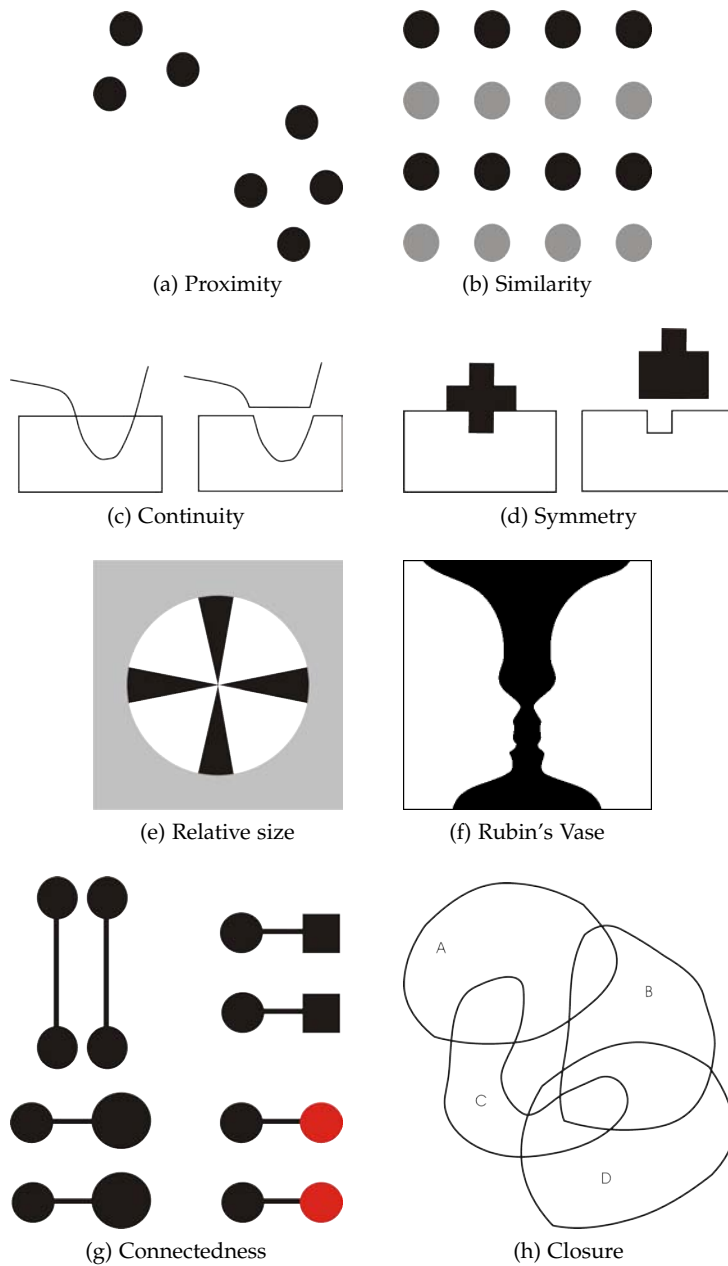 (a) Proximity
(b) Similarity
(c) Continuity
(d) Symmetry
(e) Relative size
(f) Rubin's Vase
A
B
C
D
(g) Connectedness
(h) Closure